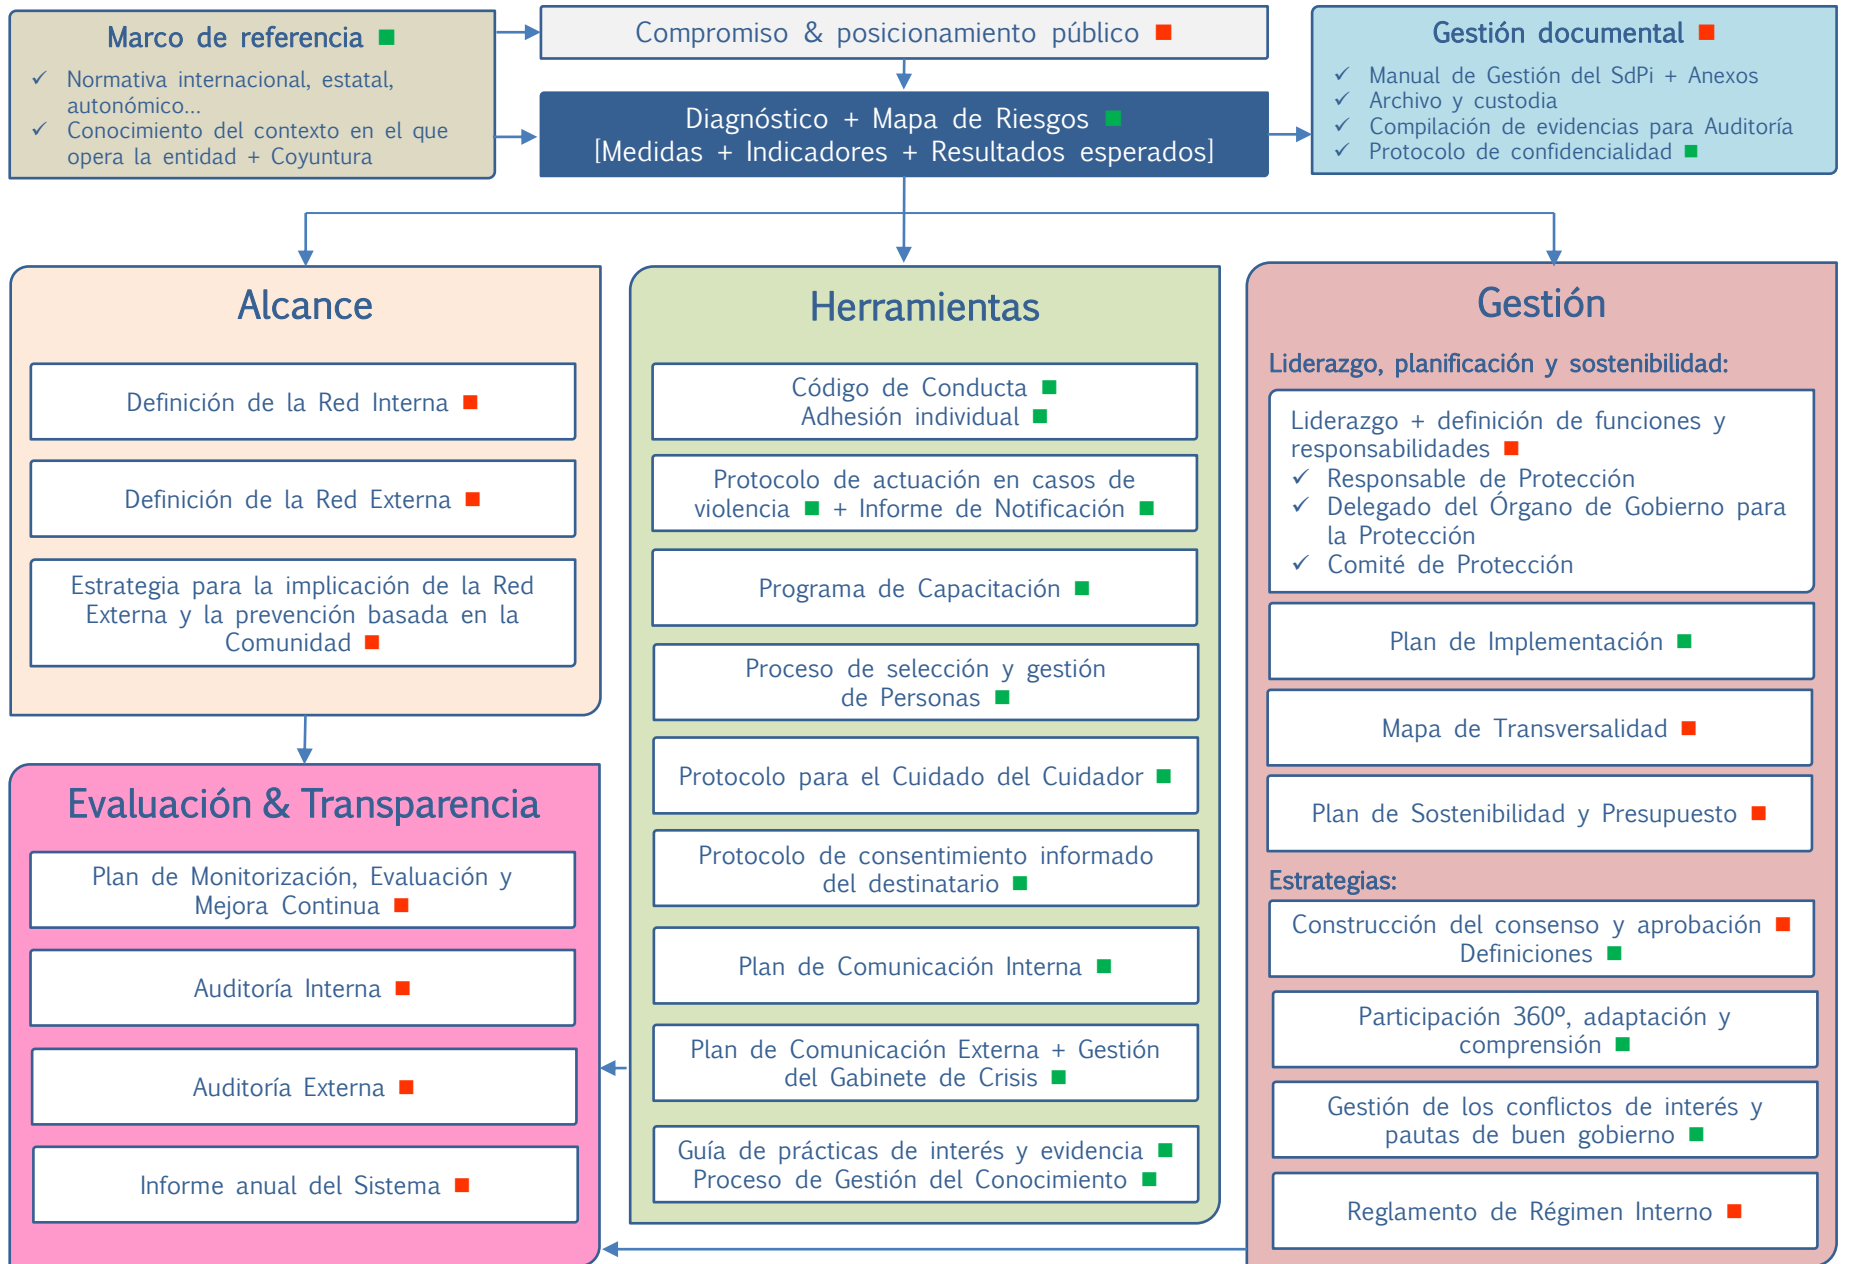 Marco de referencia
✓ Normativa internacional, estatal,
autonómico...
✓ Conocimiento del contexto en el que
opera la entidad + Coyuntura
Compromiso & posicionamiento público
Diagnóstico + Mapa de Riesgos
[Medidas + Indicadores + Resultados esperados]
Gestión documental
✓ Manual de Gestión del SdPi + Anexos
✓ Archivo y custodia
✓ Compilación de evidencias para Auditoría
✓ Protocolo de confidencialidad
Alcance
Definición de la Red Interna
Definición de la Red Externa
Estrategia para la implicación de la Red
Externa y la prevención basada en la
Comunidad
Evaluación & Transparencia
Plan de Monitorización, Evaluación y
Mejora Continua
Auditoría Interna
Auditoría Externa
Informe anual del Sistema
Herramientas
Código de Conducta
Adhesión individual
Protocolo de actuación en casos de
violencia + Informe de Notificación
Programa de Capacitación
Proceso de selección y gestión
de Personas
Protocolo para el Cuidado del Cuidador
Protocolo de consentimiento informado
del destinatario
Plan de Comunicación Interna
Plan de Comunicación Externa + Gestión
del Gabinete de Crisis
Guía de prácticas de interés y evidencia
Proceso de Gestión del Conocimiento
Gestión
Liderazgo, planificación y sostenibilidad:
Liderazgo + definición de funciones y
responsabilidades
✓ Responsable de Protección
✓ Delegado del Órgano de Gobierno para
la Protección
✓ Comité de Protección
Plan de Implementación
Mapa de Transversalidad
Plan de Sostenibilidad y Presupuesto
Estrategias:
Construcción del consenso y aprobación
Definiciones
Participación 360º, adaptación y
comprensión
Gestión de los conflictos de interés y
pautas de buen gobierno
Reglamento de Régimen Interno